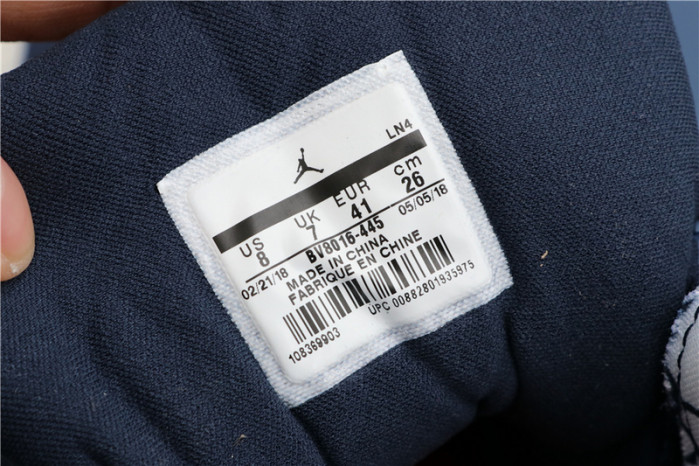 LN4
US UK EUR cm
8 7 41 26
BV8016-445
02/21/18 05/05/18
MADE IN CHINA
FABRIQUE EN CHINE
108369903 UPC 00882801935975